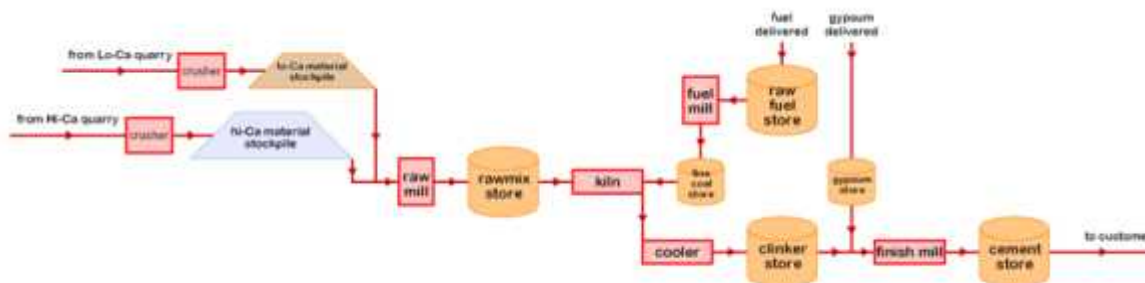 fuel
delivered
gypsum
delivered
from Lo-Ca quarry
crusher
lo-Ca material
stockpile
fuel
mill
raw
fuel
store
from Hi-Ca quarry
crusher
hi-Ca material
stockpile
raw
mill
rawmix
store
kiln
fine
coal
store
gypsum
store
cooler
clinker
store
finish mill
cement
store
to custome